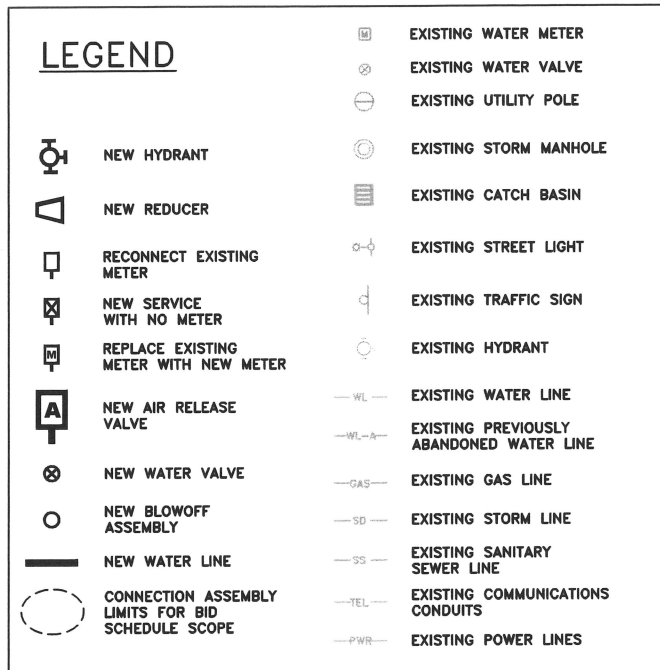 LEGEND
NEW HYDRANT
NEW REDUCER
RECONNECT EXISTING
METER
NEW SERVICE
WITH NO METER
M
REPLACE EXISTING
METER WITH NEW METER
A
NEW AIR RELEASE
VALVE
NEW WATER VALVE
NEW BLOWOFF
ASSEMBLY
NEW WATER LINE
CONNECTION ASSEMBLY
LIMITS FOR BID
SCHEDULE SCOPE
M
EXISTING WATER METER
EXISTING WATER VALVE
EXISTING UTILITY POLE
EXISTING STORM MANHOLE
EXISTING CATCH BASIN
EXISTING STREET LIGHT
EXISTING TRAFFIC SIGN
EXISTING HYDRANT
WL
EXISTING WATER LINE
WL-A
EXISTING PREVIOUSLY
ABANDONED WATER LINE
GAS
EXISTING GAS LINE
SD
EXISTING STORM LINE
SS
EXISTING SANITARY
SEWER LINE
TEL
EXISTING COMMUNICATIONS
CONDUITS
PWR
EXISTING POWER LINES